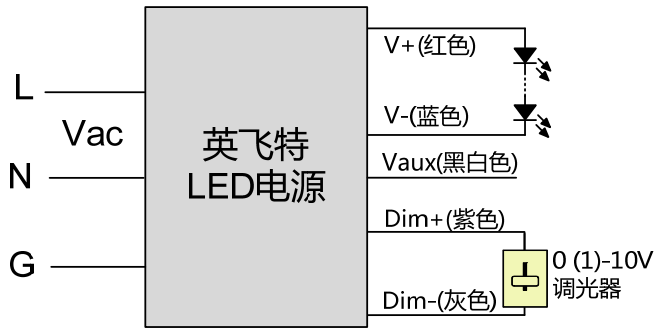 L
Vac
N
G
英飞特
LED电源
V+(红色)
V-(蓝色)
Vaux(黑白色)
Dim+(紫色)
Dim-(灰色)
0 (1)-10V
调光器